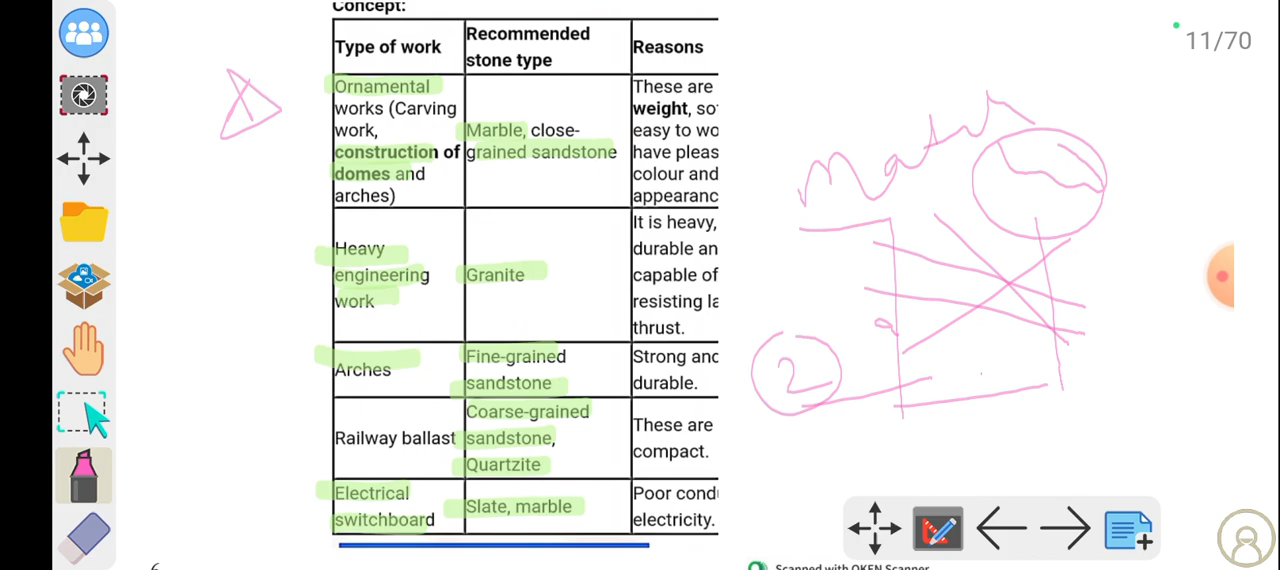 Concept:
11/70
Type of work
Recommended
stone type
Reasons
Ornamental
works (Carving
work,
construction of
domes and
arches)
Marble, close-
grained sandstone
These are
weight, so
easy to wo
have pleas
colour and
appearanc
Heavy
engineering
work
Granite
It is heavy,
durable an
capable of
resisting la
thrust.
Arches
Fine-grained
sandstone
Strong and
durable.
Railway ballast
Coarse-grained
sandstone,
Quartzite
These are
compact.
Electrical
switchboard
Slate, marble
Poor cond
electricity.
2
6
Scanned with OKEN Scanner